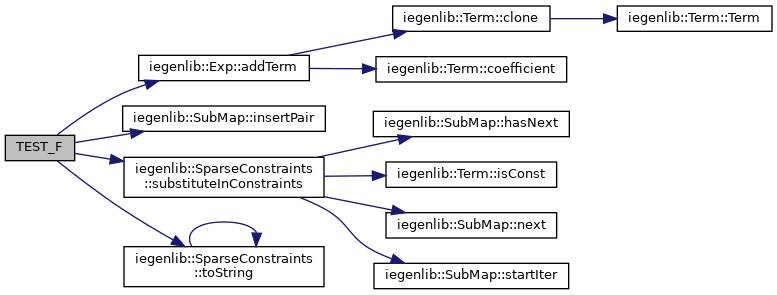 TEST_F
iegenlib::Exp::addTerm
iegenlib::Term::clone
iegenlib::Term::Term
iegenlib::Term::coefficient
iegenlib::SubMap::insertPair
iegenlib::SparseConstraints
::substituteInConstraints
iegenlib::SubMap::hasNext
iegenlib::Term::isConst
iegenlib::SubMap::next
iegenlib::SubMap::startIter
iegenlib::SparseConstraints
::toString